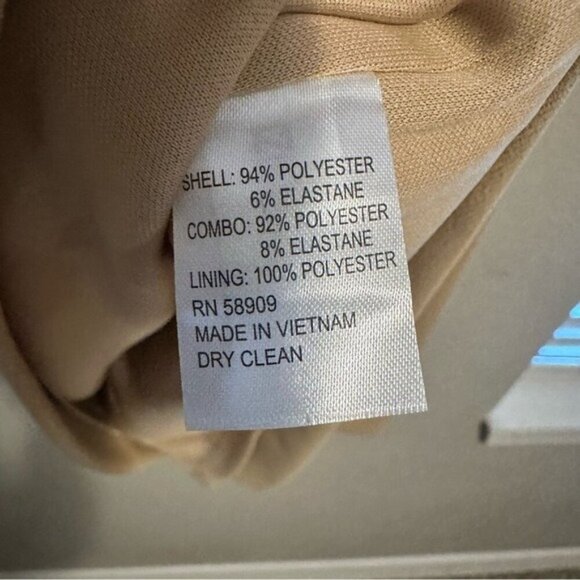 SHELL: 94% POLYESTER
6% ELASTANE
COMBO: 92% POLYESTER
8% ELASTANE
LINING: 100% POLYESTER
RN 58909
MADE IN VIETNAM
DRY CLEAN